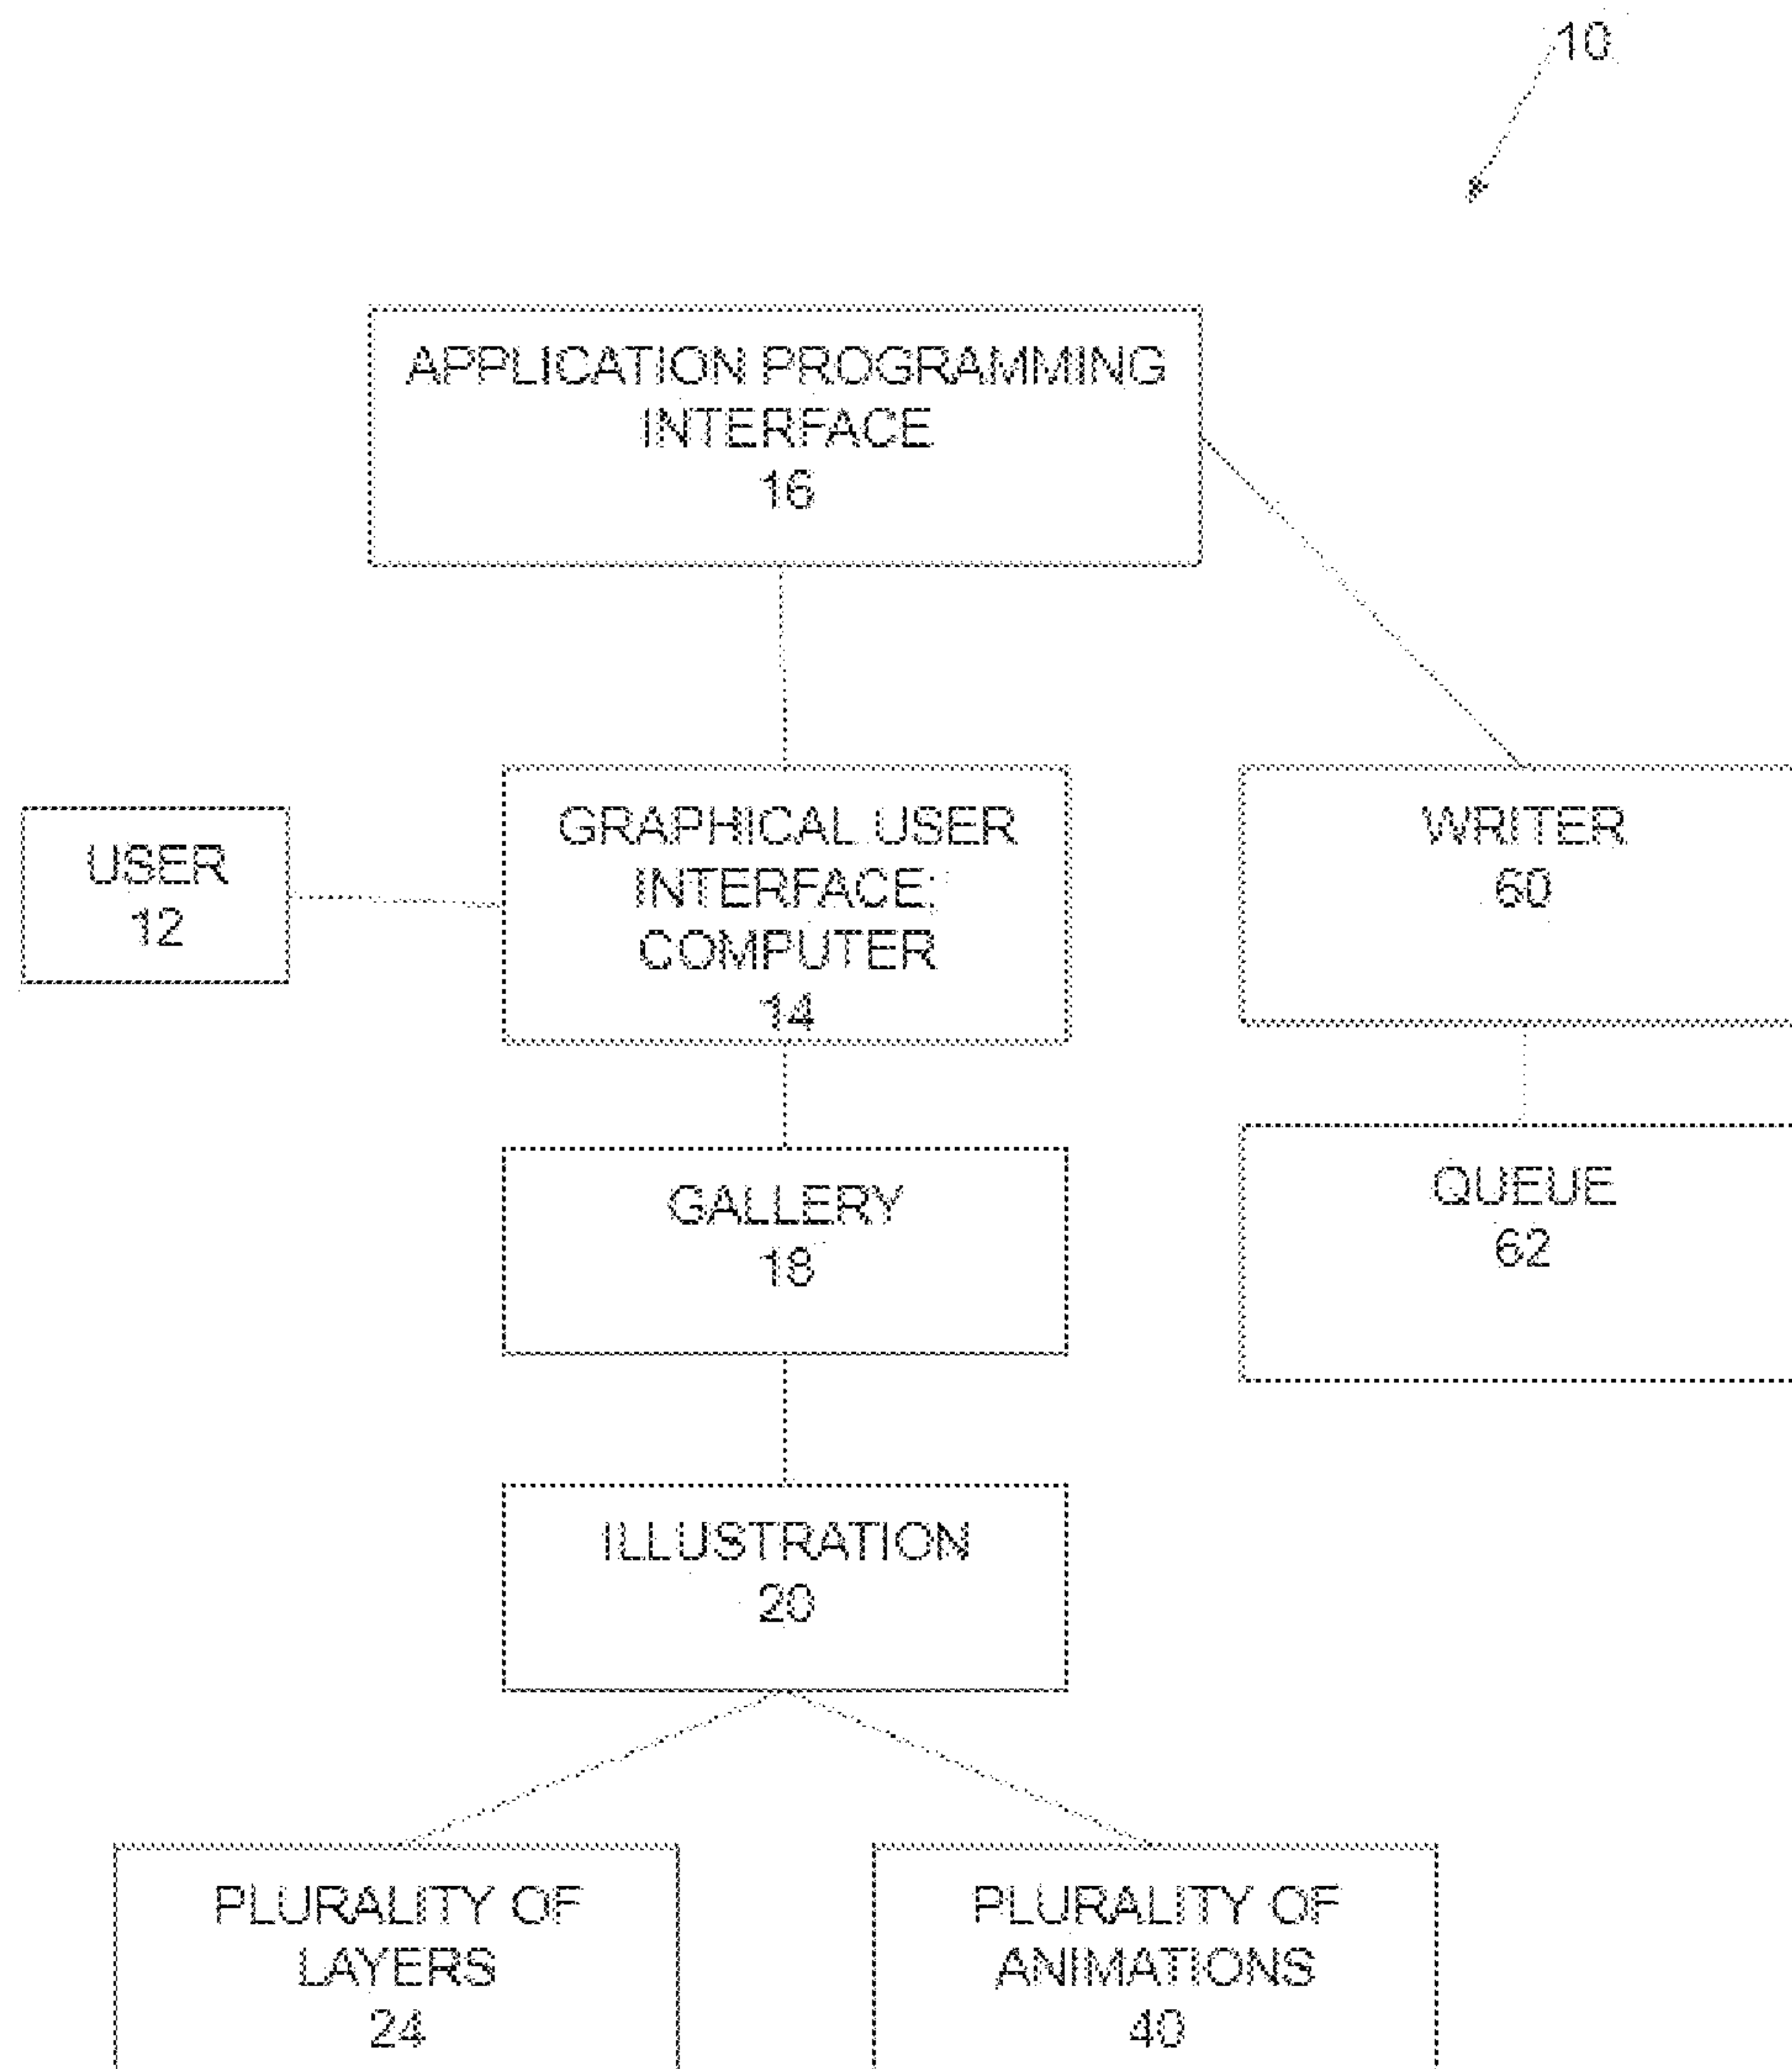 10
APPLICATION PROGRAMMING
INTERFACE
16
USER
12
GRAPHICAL USER
INTERFACE;
COMPUTER
14
WRITER
60
GALLERY
18
QUEUE
62
ILLUSTRATION
20
PLURALITY OF
LAYERS
24
PLURALITY OF
ANIMATIONS
40